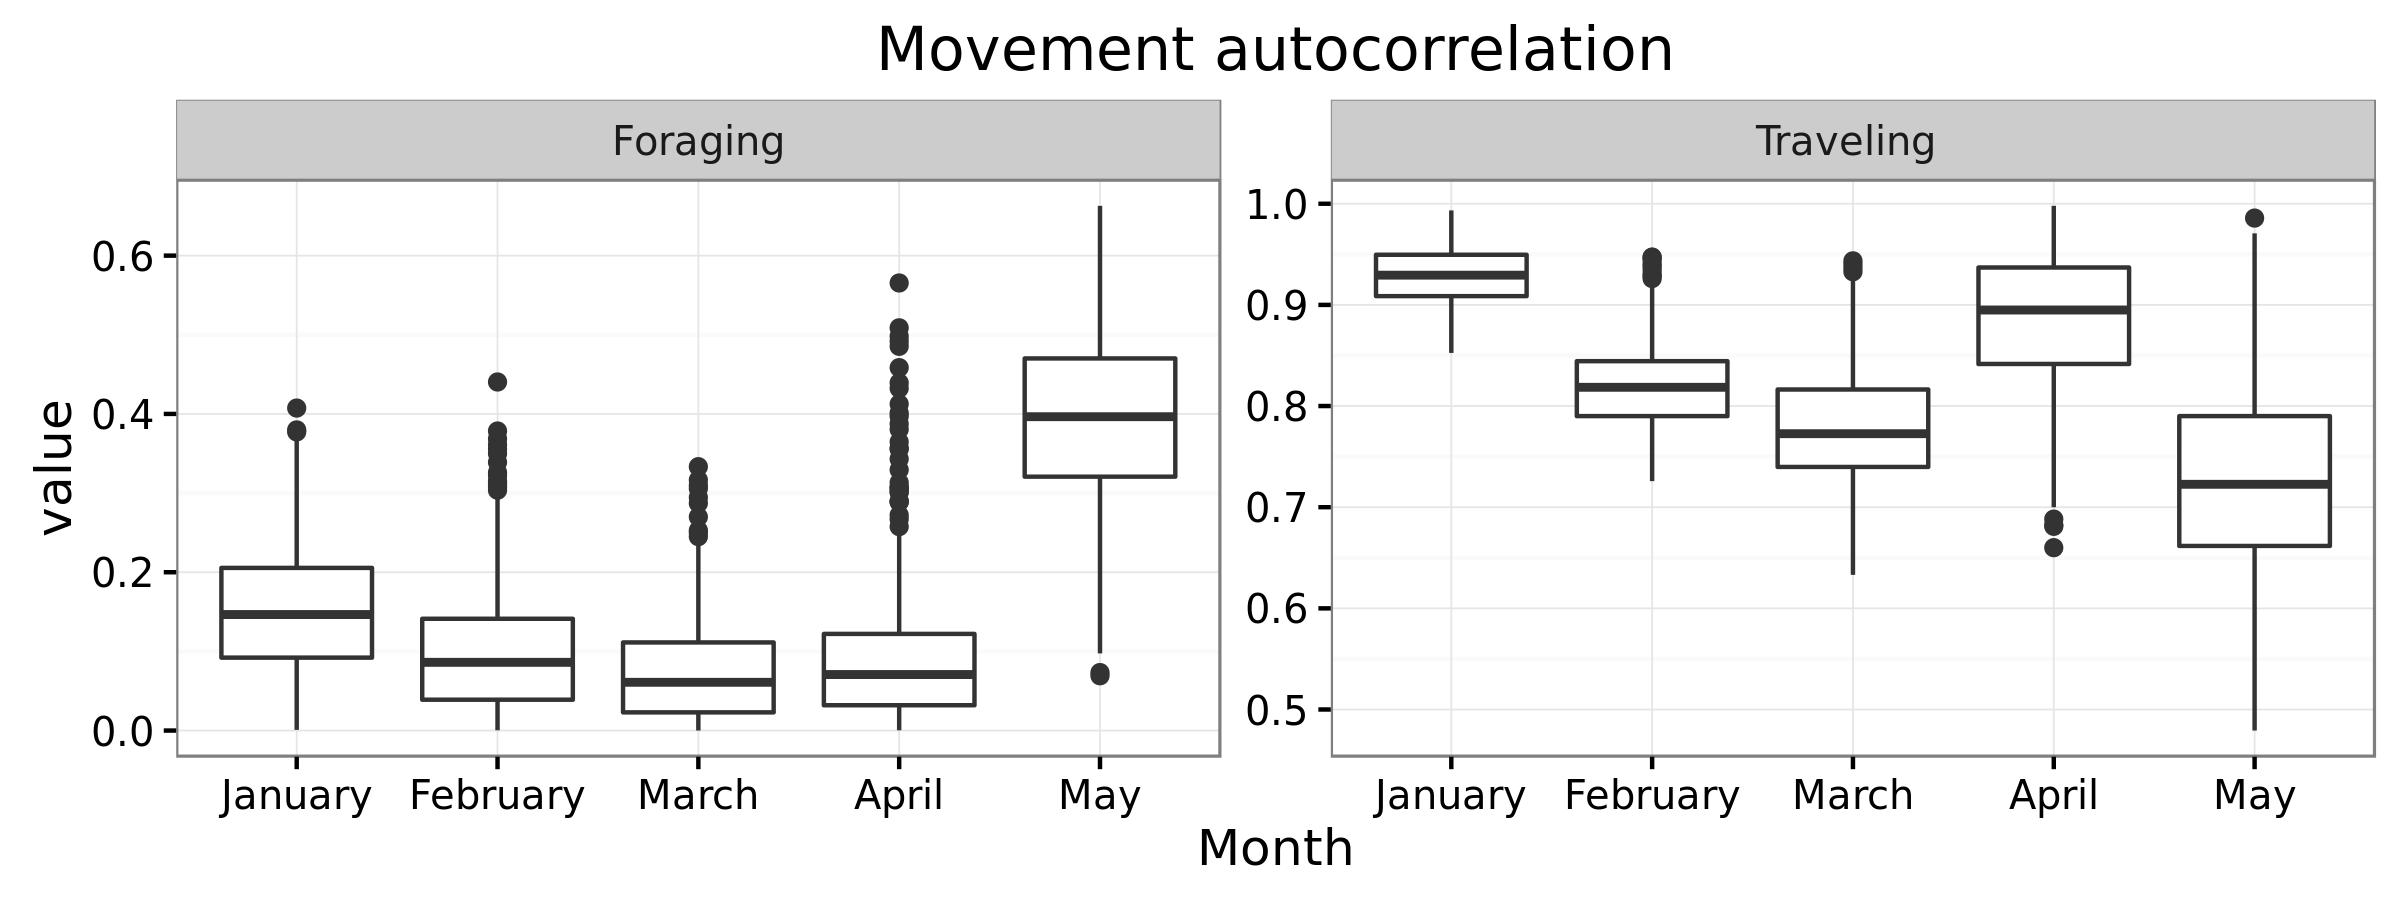 Movement autocorrelation
Foraging
Traveling
value
0.6
0.4
0.2
0.0
1.0
0.9
0.8
0.7
0.6
0.5
January February March April May
January February March April May
Month